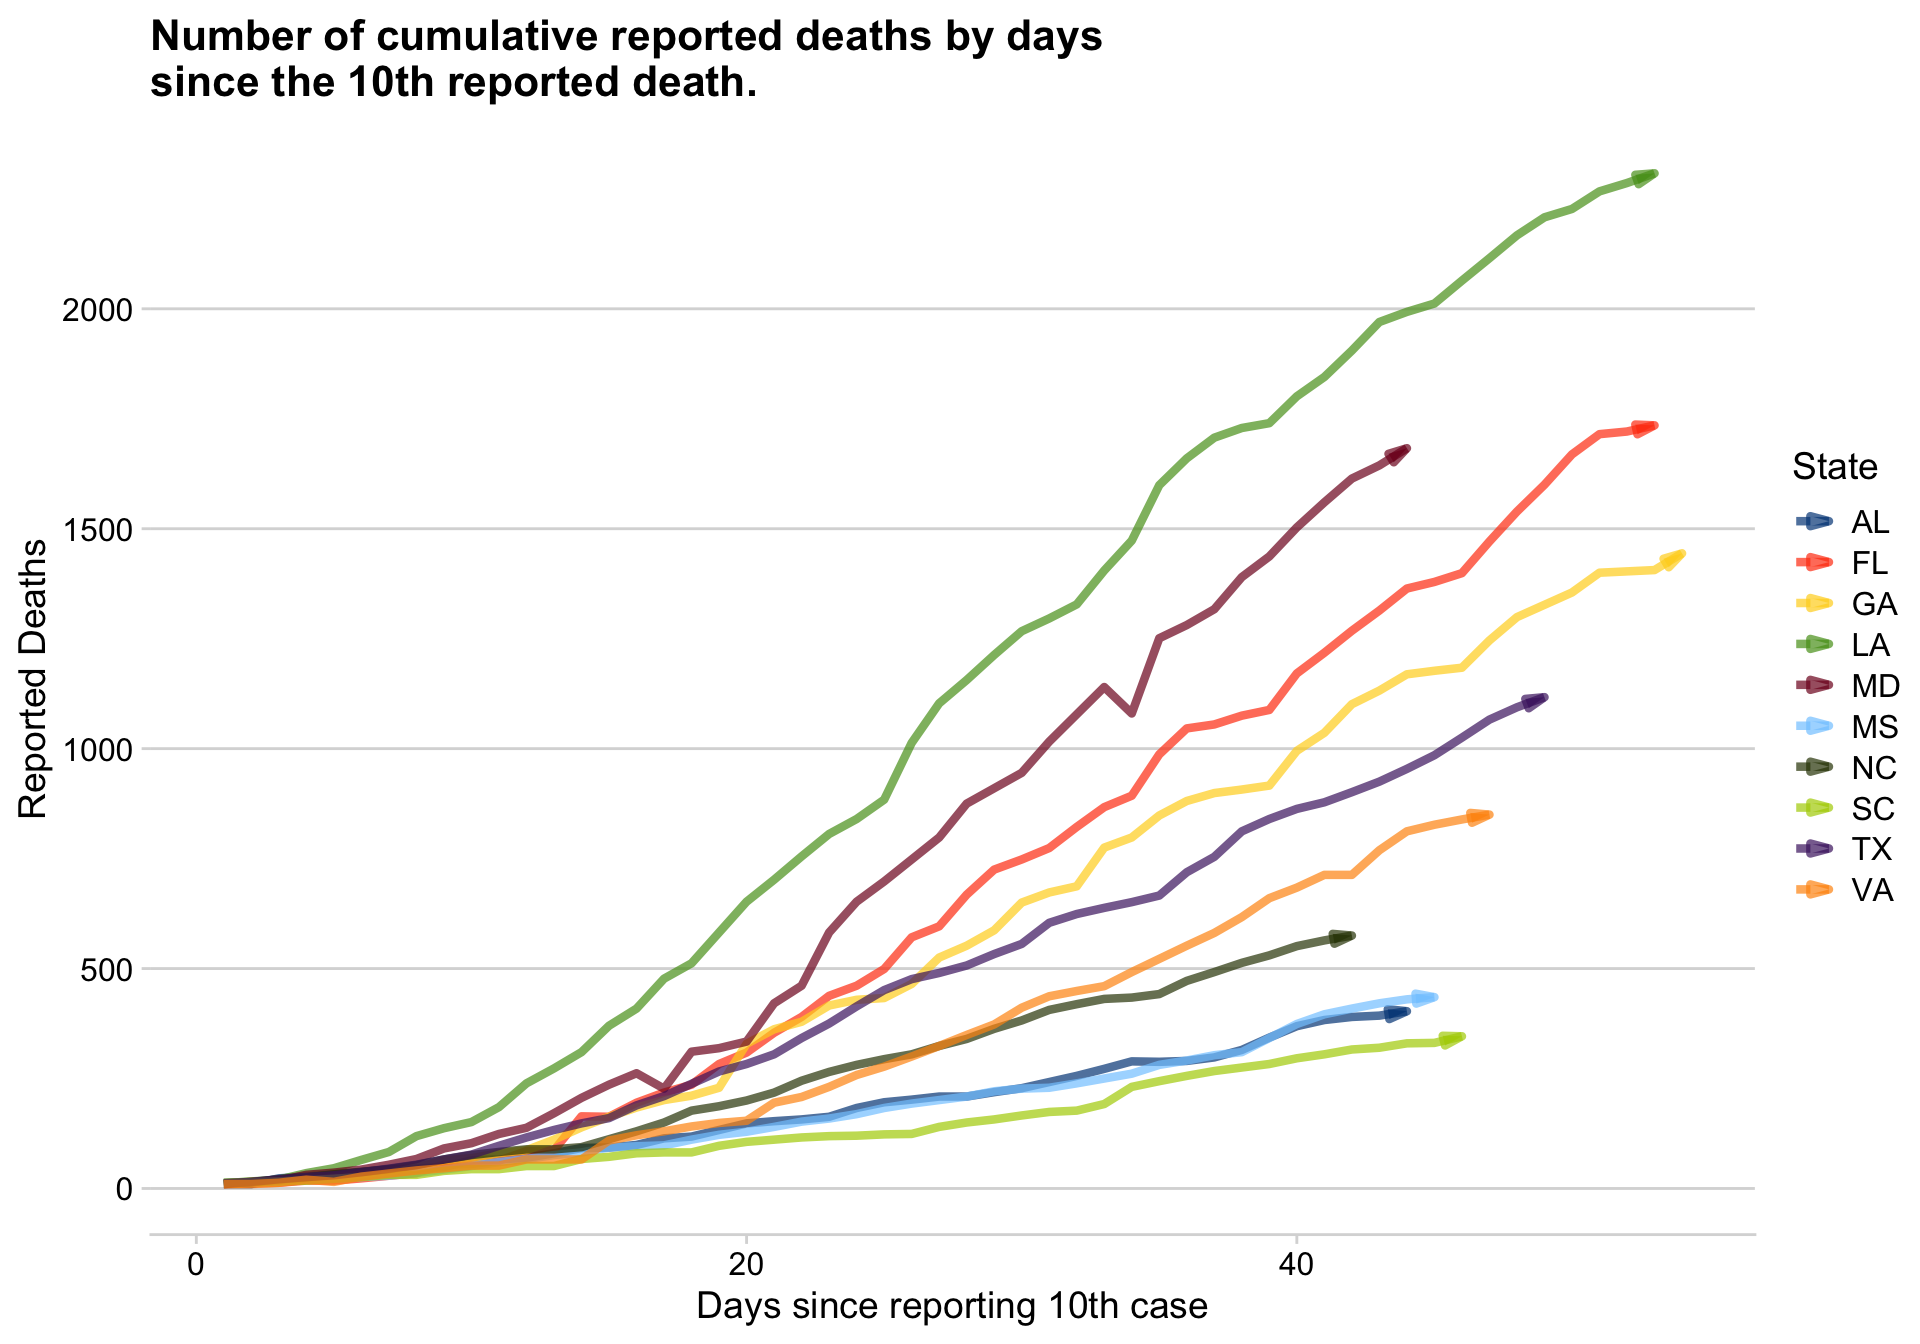 Number of cumulative reported deaths by days
since the 10th reported death.
Reported Deaths
2000
1500
1000
500
0
0 20 40
Days since reporting 10th case
State
AL
FL
GA
LA
MD
MS
NC
SC
TX
VA